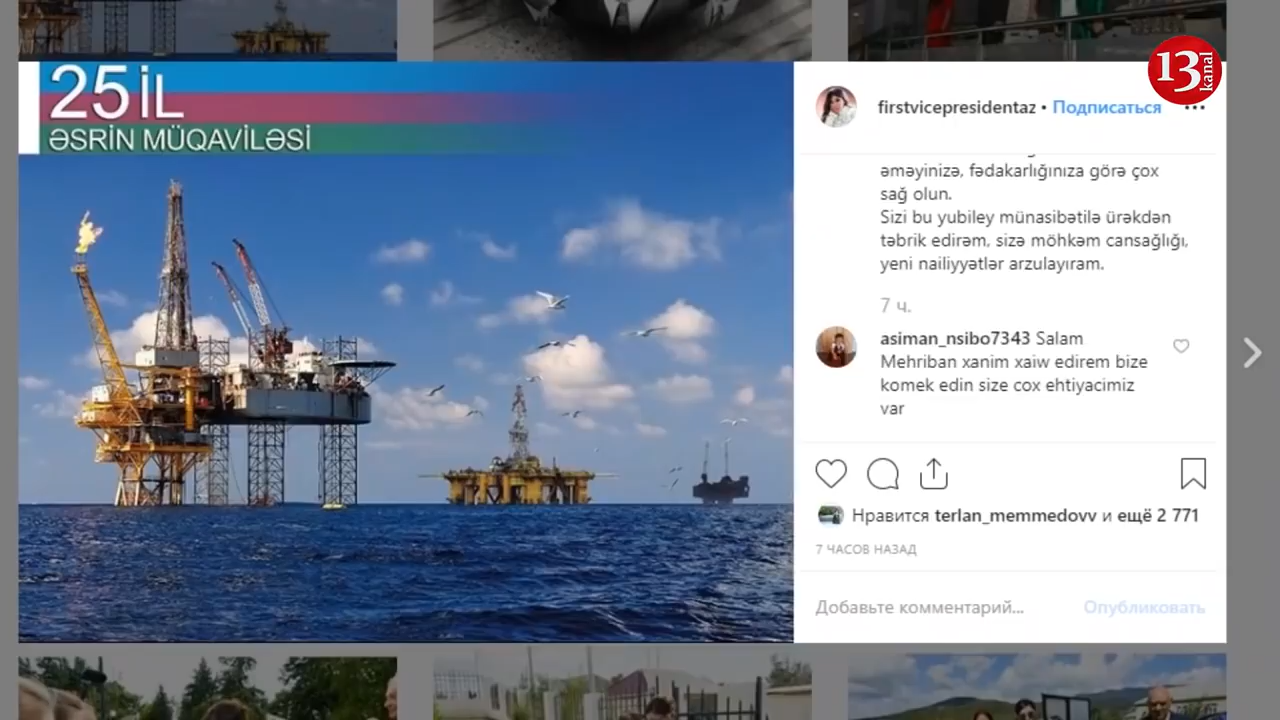 25 İL
ƏSRİN MÜQAVİLƏSİ
13 kanal
firstvicepresidentaz • Подписаться
əməyinizə, fədakarlığınıza görə çox
sağ olun.
Sizi bu yubiley münasibətilə ürəkdən
təbrik edirəm, sizə möhkəm cansağlığı,
yeni nailiyyətlər arzulayıram.
7 ч.
asiman_nsibo7343 Salam
Mehriban xanim xaiw edirem bize
komek edin size cox ehtiyacimiz
var
Нравится terlan_memmedovv и ещё 2 771
7 ЧАСОВ НАЗАД
Добавьте комментарий... Опубликовать